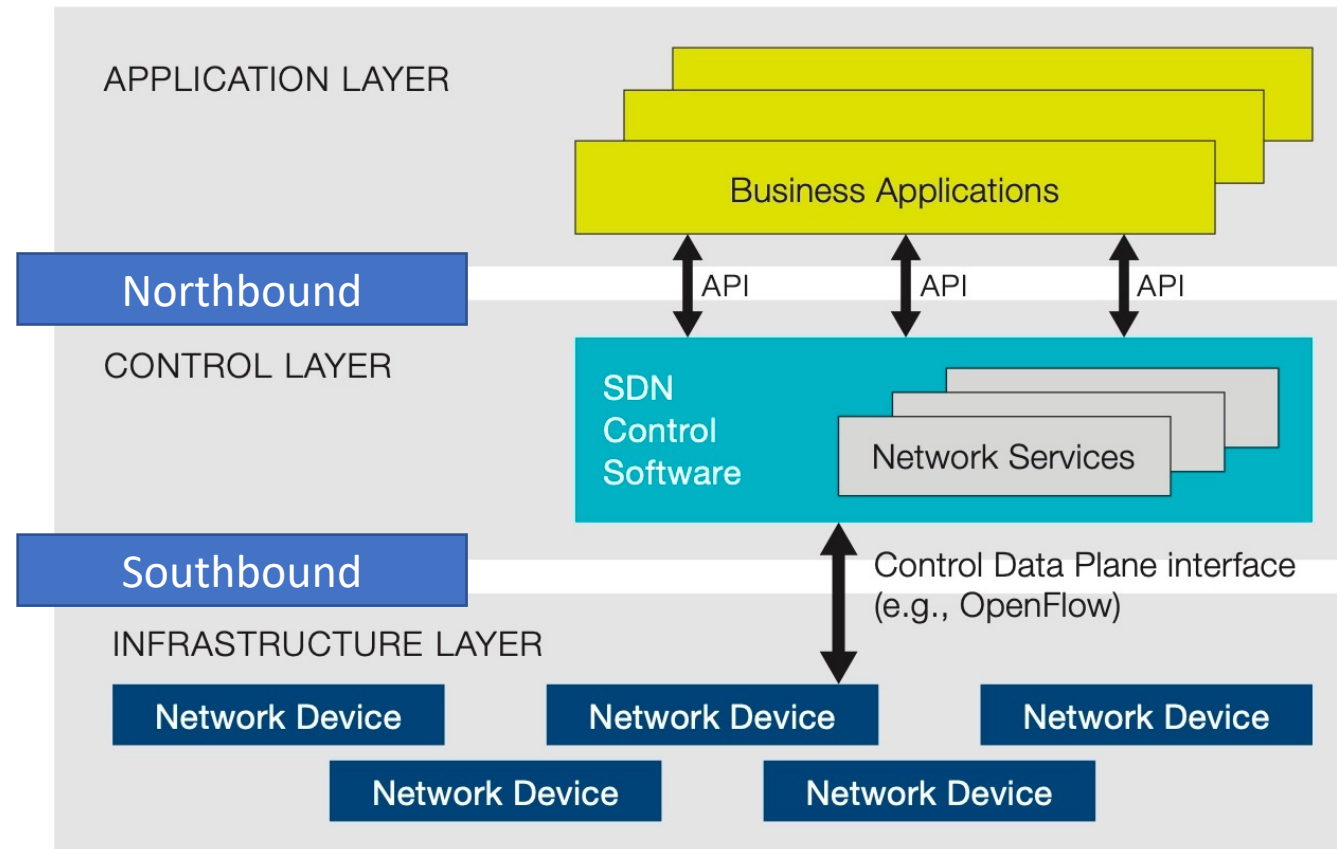 APPLICATION LAYER
Business Applications
Northbound
API API API
CONTROL LAYER
SDN
Control
Software
Network Services
Southbound
Control Data Plane interface
(e.g., OpenFlow)
INFRASTRUCTURE LAYER
Network Device Network Device Network Device
Network Device Network Device